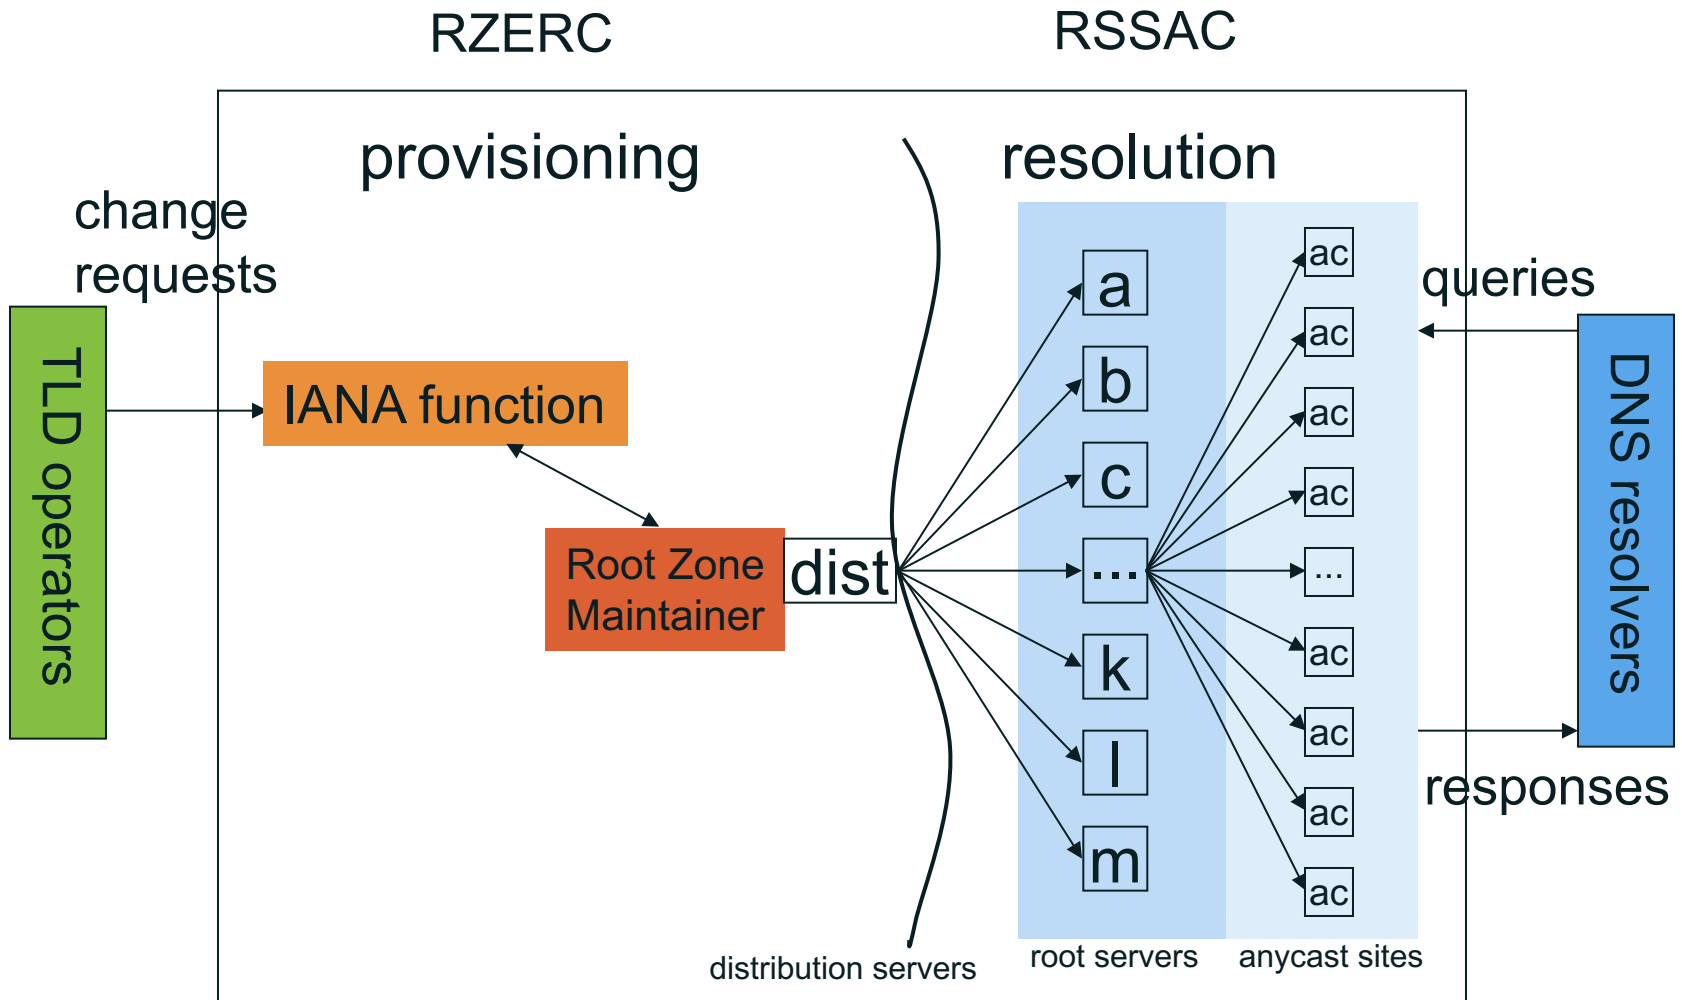 RZERC
RSSAC
provisioning
resolution
change
requests
TLD operators
IANA function
Root Zone
Maintainer
dist
a
b
c
...
k
l
m
ac
ac
ac
ac
...
ac
ac
ac
ac
queries
DNS resolvers
responses
distribution servers
root servers
anycast sites